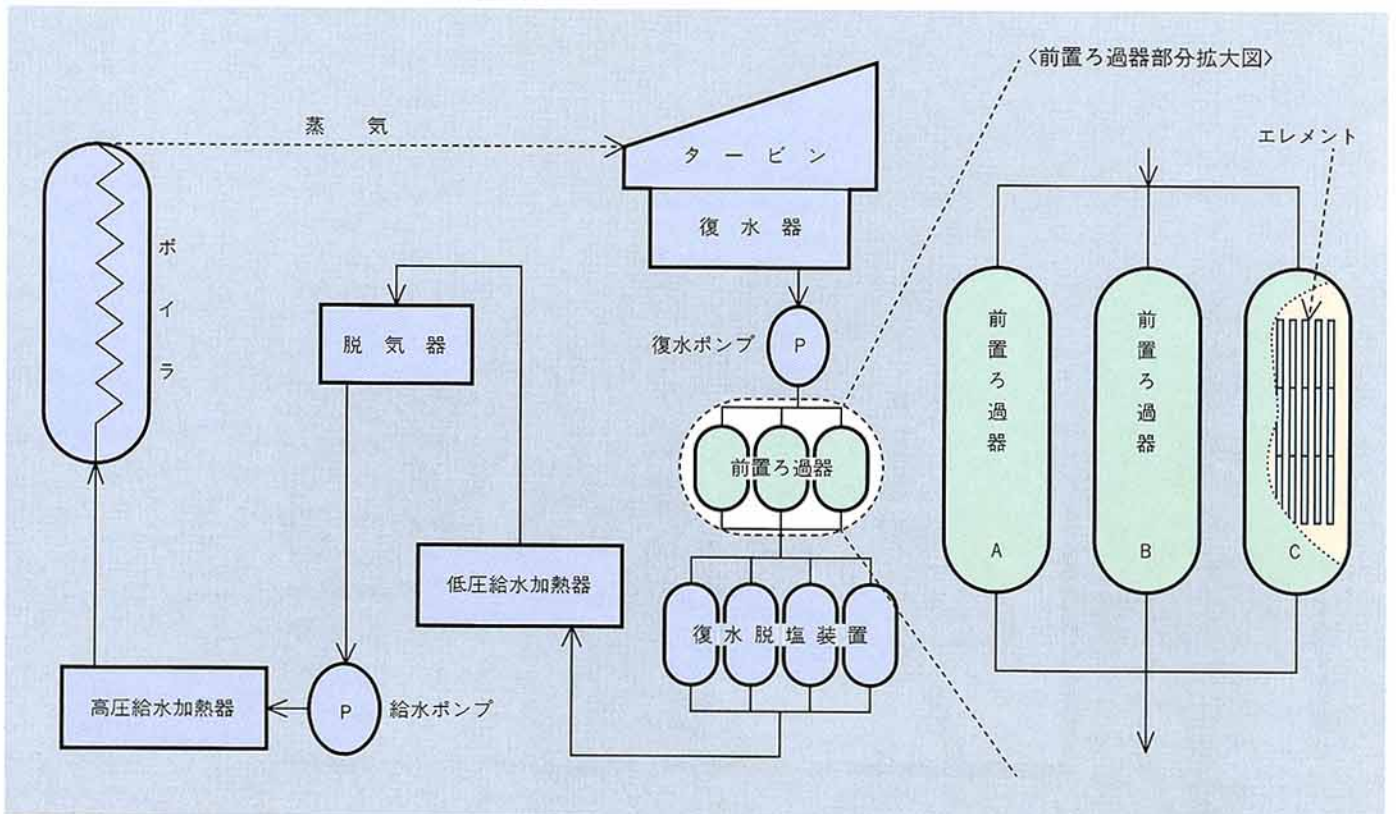 〈前置ろ過器部分拡大図〉
蒸気
エレメント
タービン
復水器
ボイラ
脱気器
復水ポンプ
P
前置ろ過器
前置ろ過器
A
前置ろ過器
B
C
低圧給水加熱器
復水脱塩装置
高圧給水加熱器
P
給水ポンプ